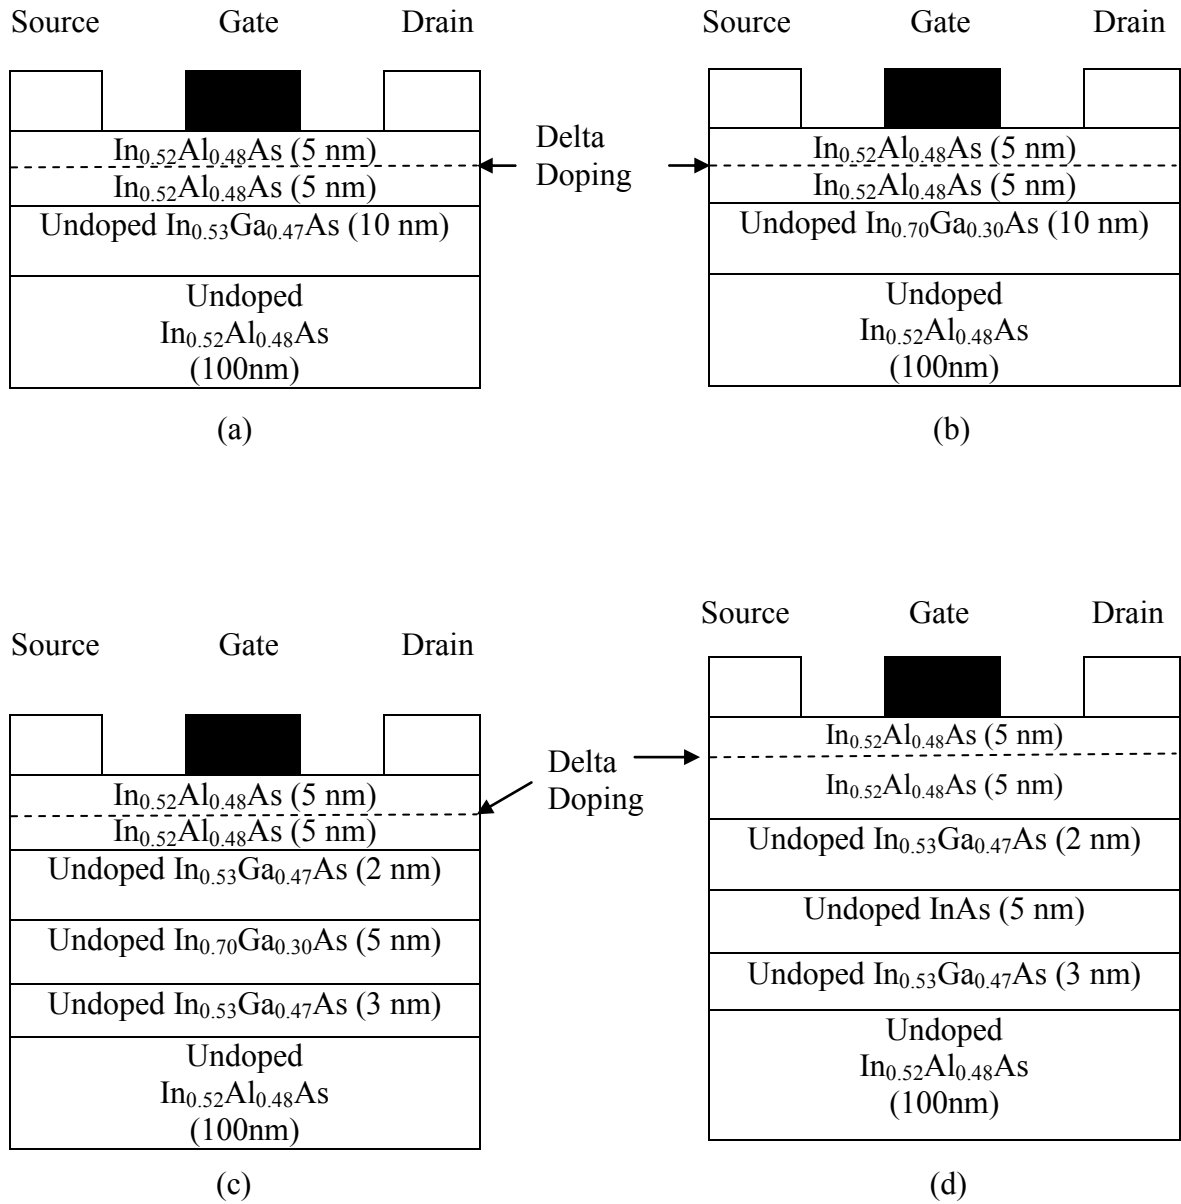 Source Gate Drain
In0.52Al0.48As (5 nm)
In0.52Al0.48As (5 nm)
Undoped In0.53Ga0.47As (10 nm)
Undoped
In0.52Al0.48As
(100nm)
(a)
Delta
Doping
Source Gate Drain
In0.52Al0.48As (5 nm)
In0.52Al0.48As (5 nm)
Undoped In0.70Ga0.30As (10 nm)
Undoped
In0.52Al0.48As
(100nm)
(b)
Source Gate Drain
In0.52Al0.48As (5 nm)
In0.52Al0.48As (5 nm)
Undoped In0.53Ga0.47As (2 nm)
Undoped In0.70Ga0.30As (5 nm)
Undoped In0.53Ga0.47As (3 nm)
Undoped
In0.52Al0.48As
(100nm)
(c)
Delta
Doping
Source Gate Drain
In0.52Al0.48As (5 nm)
In0.52Al0.48As (5 nm)
Undoped In0.53Ga0.47As (2 nm)
Undoped InAs (5 nm)
Undoped In0.53Ga0.47As (3 nm)
Undoped
In0.52Al0.48As
(100nm)
(d)